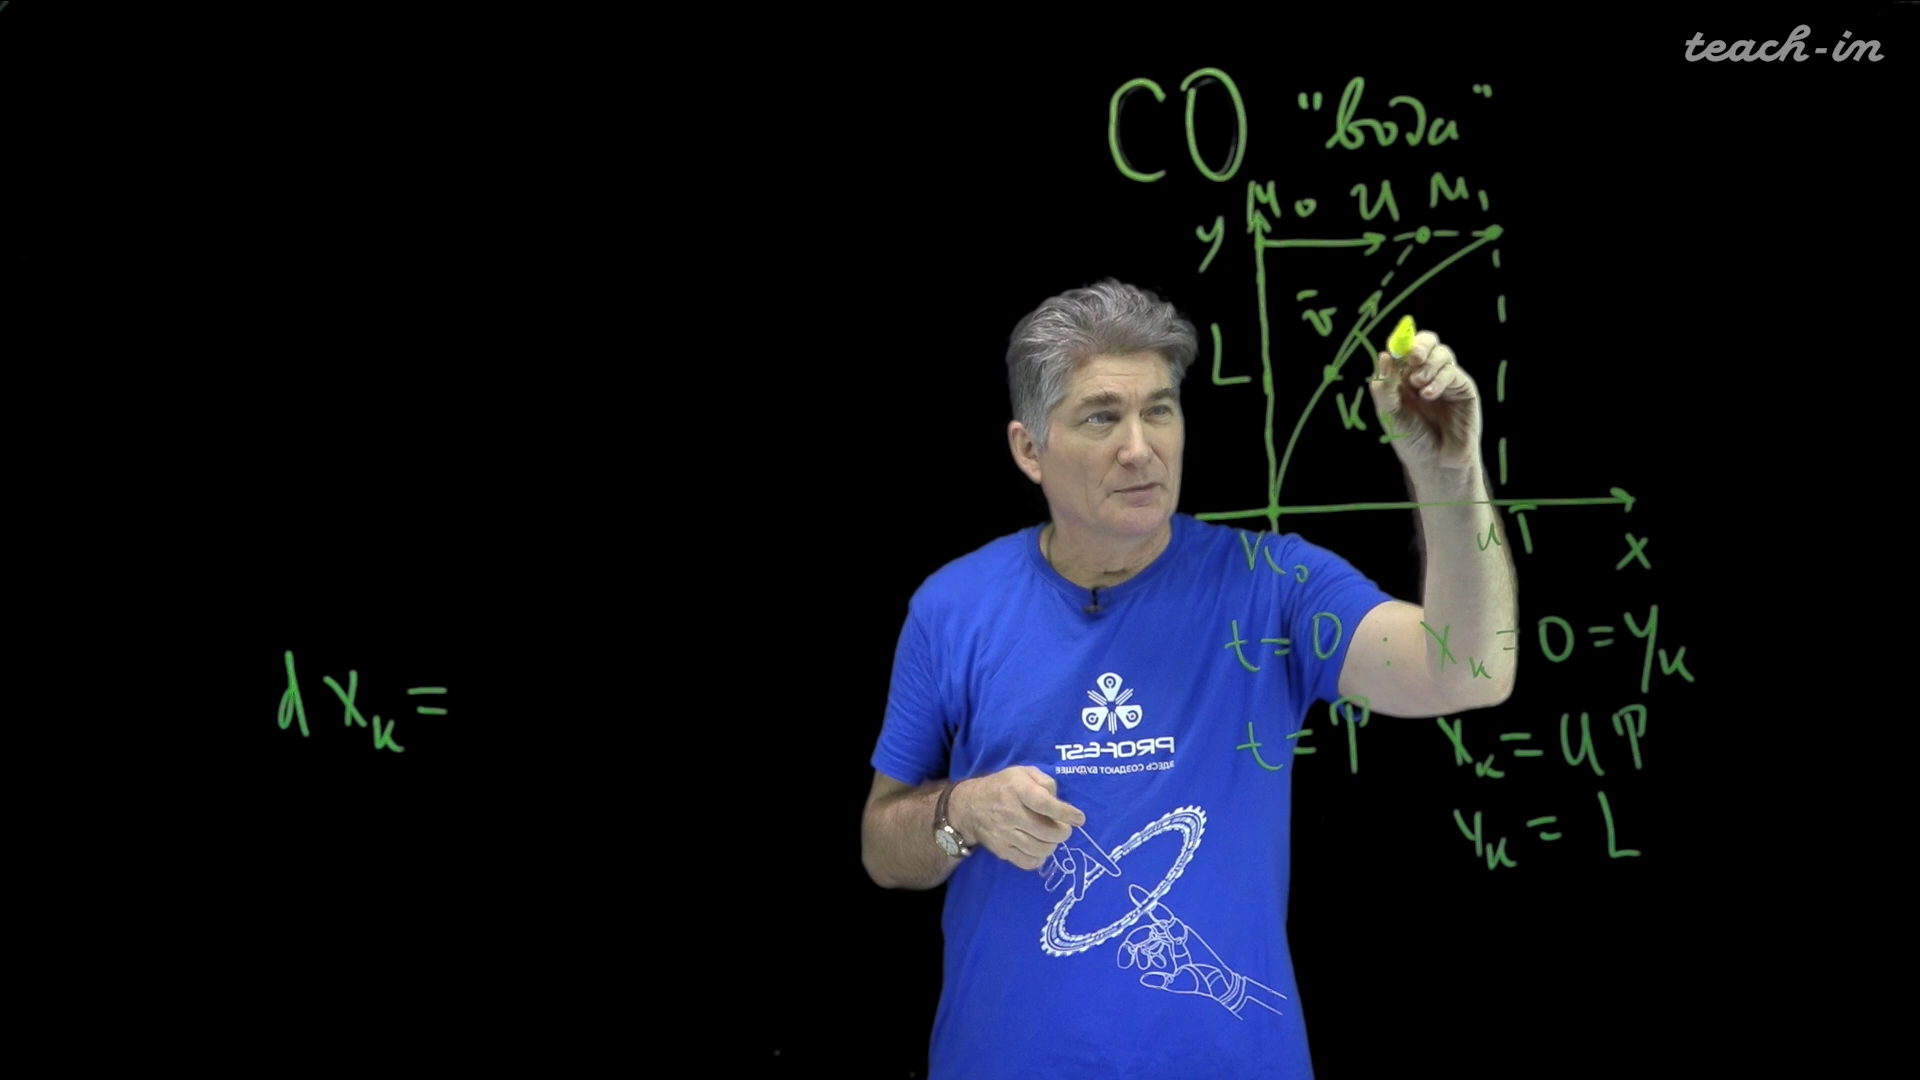 teach-in
СО "вода"
M₀ u M₁
y
v̄
L
K
K₀
uT
x
t=0 : xₖ=0=yₖ
dxₖ=
t=T xₖ=uT
yₖ=L
PROFEST
ЗДЕСЬ СОЗДАЮТ БУДУЩЕЕ